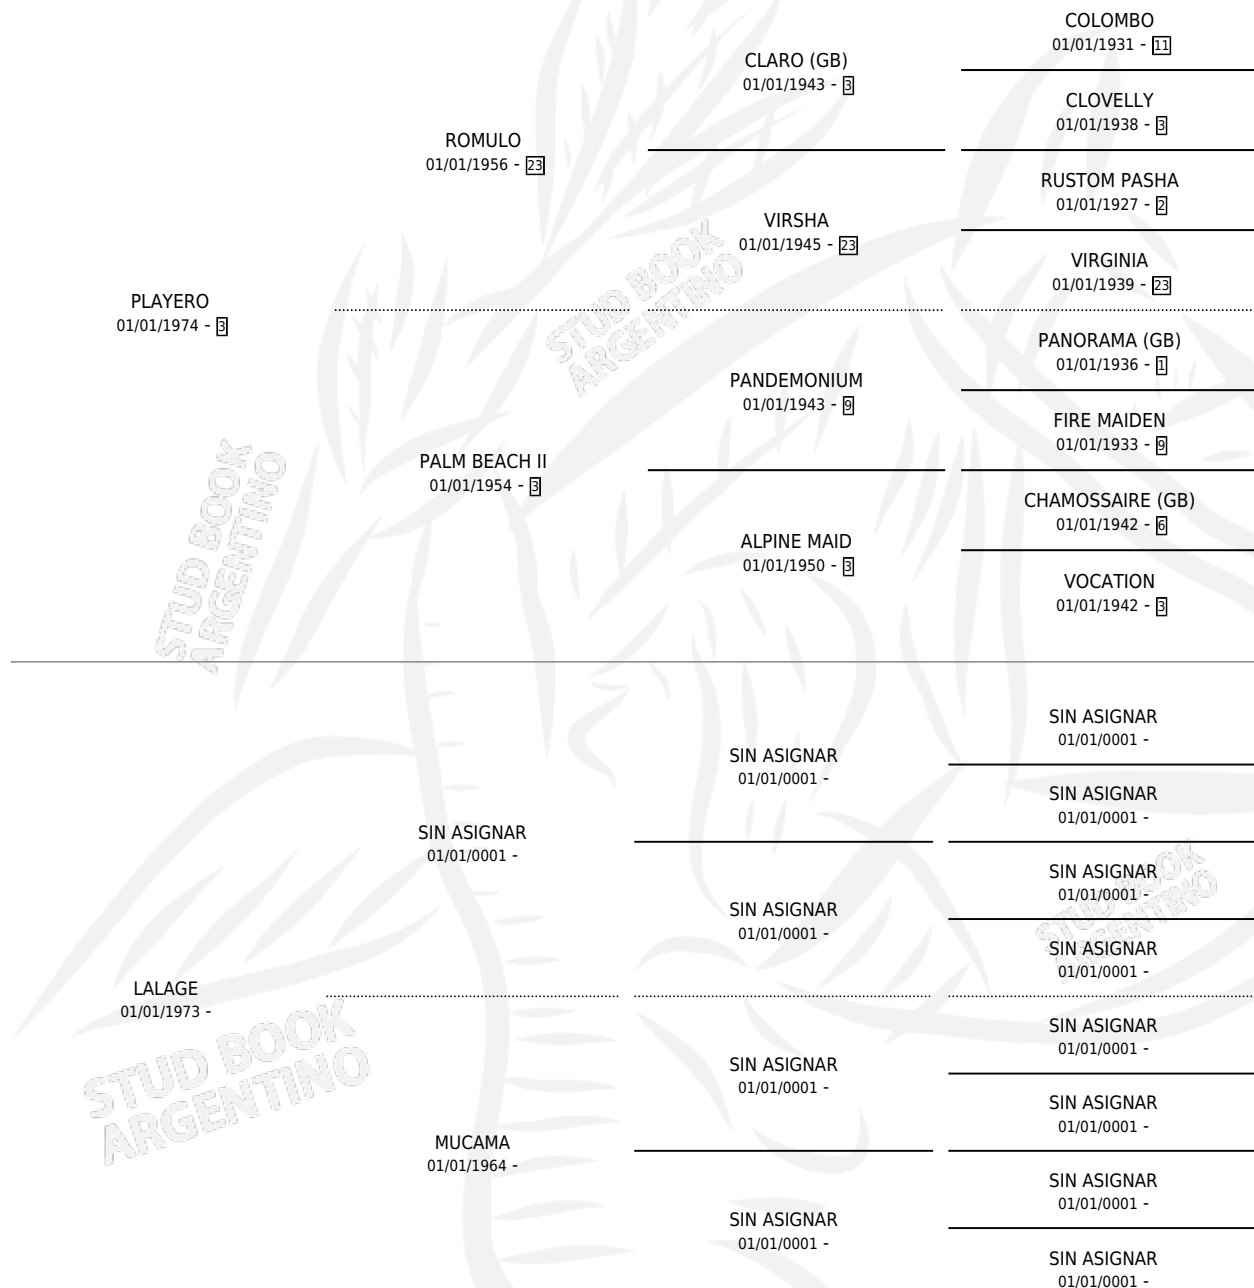 COLOMBO
01/01/1931 - 11
CLARO (GB)
01/01/1943 - 3
CLOVELLY
01/01/1938 - 3
ROMULO
01/01/1956 - 23
RUSTOM PASHA
01/01/1927 - 2
VIRSHA
01/01/1945 - 23
VIRGINIA
01/01/1939 - 23
PLAYERO
01/01/1974 - 3
PANORAMA (GB)
01/01/1936 - 1
PANDEMONIUM
01/01/1943 - 9
FIRE MAIDEN
01/01/1933 - 9
PALM BEACH II
01/01/1954 - 3
CHAMOSSAIRE (GB)
01/01/1942 - 6
ALPINE MAID
01/01/1950 - 3
VOCATION
01/01/1942 - 3
SIN ASIGNAR
01/01/0001 -
SIN ASIGNAR
01/01/0001 -
SIN ASIGNAR
01/01/0001 -
SIN ASIGNAR
01/01/0001 -
SIN ASIGNAR
01/01/0001 -
SIN ASIGNAR
01/01/0001 -
SIN ASIGNAR
01/01/0001 -
LALAGE
01/01/1973 -
SIN ASIGNAR
01/01/0001 -
SIN ASIGNAR
01/01/0001 -
SIN ASIGNAR
01/01/0001 -
MUCAMA
01/01/1964 -
SIN ASIGNAR
01/01/0001 -
SIN ASIGNAR
01/01/0001 -
SIN ASIGNAR
01/01/0001 -
STUD BOOK
ARGENTINO
STUD BOOK
ARGENTINO
STUD BOOK
ARGENTINO
STUD BOOK
ARGENTINO